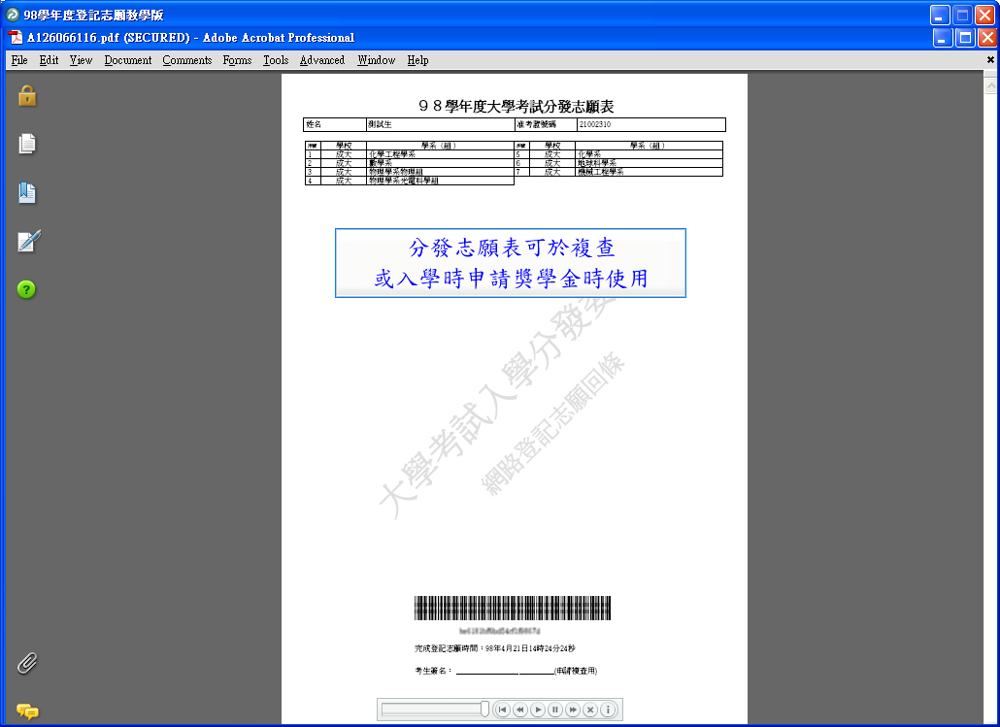 98學年度登記志願教學版
A126066116.pdf (SECURED) - Adobe Acrobat Professional
File Edit View Document Comments Forms Tools Advanced Window Help
98學年度大學考試分發志願表
姓名 測試生 准考證號碼 21002310
序號 學校 學系（組） 序號 學校 學系（組）
1 成大 化學工程學系 5 成大 化學系
2 成大 數學系 6 成大 地球科學系
3 成大 物理學系物理組 7 成大 機械工程學系
4 成大 物理學系光電科學組
分發志願表可於複查
或入學時申請獎學金時使用
大學考試入學分發委
網路登記志願回條
完成登記志願時間：98年4月21日14時24分24秒
考生簽名： (申請複查用)